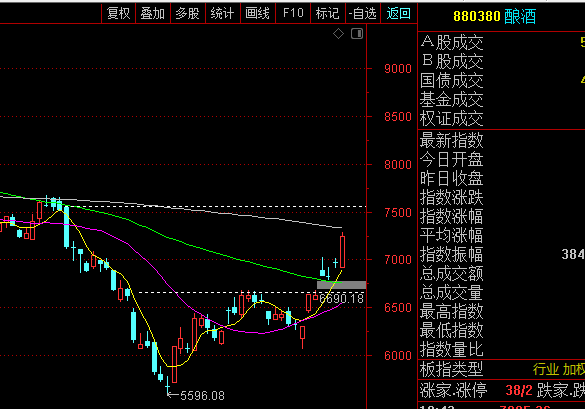 复权 叠加 多股 统计 画线 F10 标记 -自选 返回
880380 酿酒
9000
8500
8000
7500
7000
6500
6000
6690.18
5596.08
A股成交 5
B股成交
国债成交 4
基金成交
权证成交
最新指数
今日开盘
昨日收盘
指数涨跌
指数涨幅
平均涨幅
指数振幅 384
总成交额
总成交量
最高指数
最低指数
指数量比
板指类型 行业 加权
涨家.涨停 38/2 跌家.跌